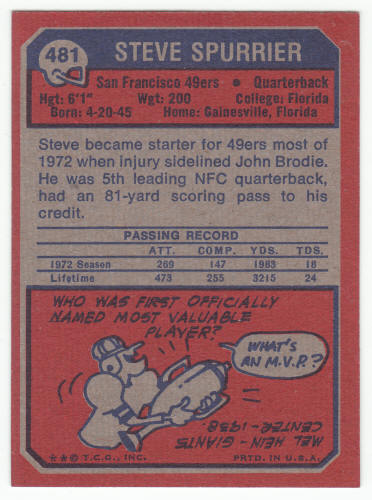 481
STEVE SPURRIER
San Francisco 49ers • Quarterback
Hgt: 6'1" Wgt: 200 College: Florida
Born: 4-20-45 Home: Gainesville, Florida
Steve became starter for 49ers most of
1972 when injury sidelined John Brodie.
He was 5th leading NFC quarterback,
had an 81-yard scoring pass to his
credit.
PASSING RECORD
ATT. COMP. YDS. TDS.
1972 Season 269 147 1983 18
Lifetime 473 255 3215 24
WHO WAS FIRST OFFICIALLY
NAMED MOST VALUABLE
PLAYER?
WHAT'S
AN M.V.P.?
MEL HEIN-GIANTS
CENTER-1938.
**© T.C.G., INC. PRTD. IN U.S.A.